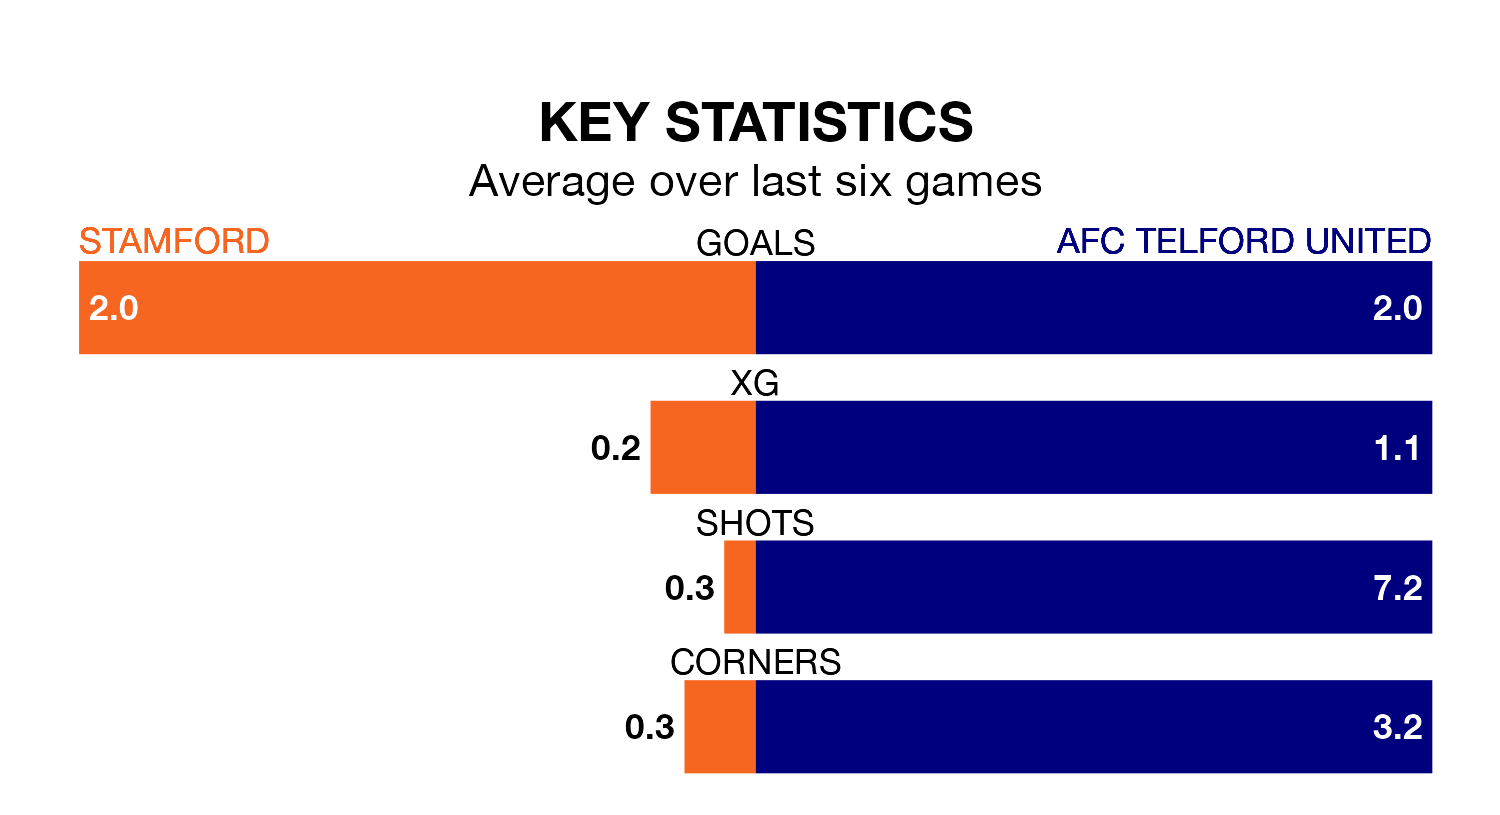 KEY STATISTICS
Average over last six games
STAMFORD GOALS AFC TELFORD UNITED
2.0 2.0
XG
0.2 1.1
SHOTS
0.3 7.2
CORNERS
0.3 3.2